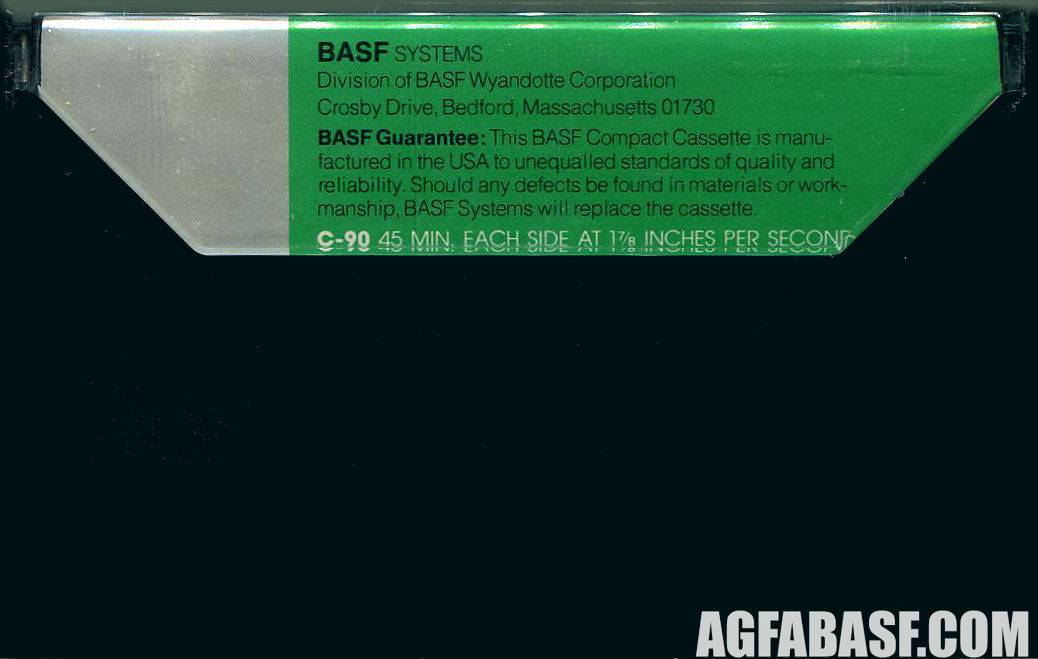 BASF SYSTEMS
Division of BASF Wyandotte Corporation
Crosby Drive, Bedford, Massachusetts 01730
BASF Guarantee: This BASF Compact Cassette is manu-
factured in the USA to unequalled standards of quality and
reliability. Should any defects be found in materials or work-
manship, BASF Systems will replace the cassette.
C-90 45 MIN. EACH SIDE AT 1⅞ INCHES PER SECOND
AGFABASF.COM